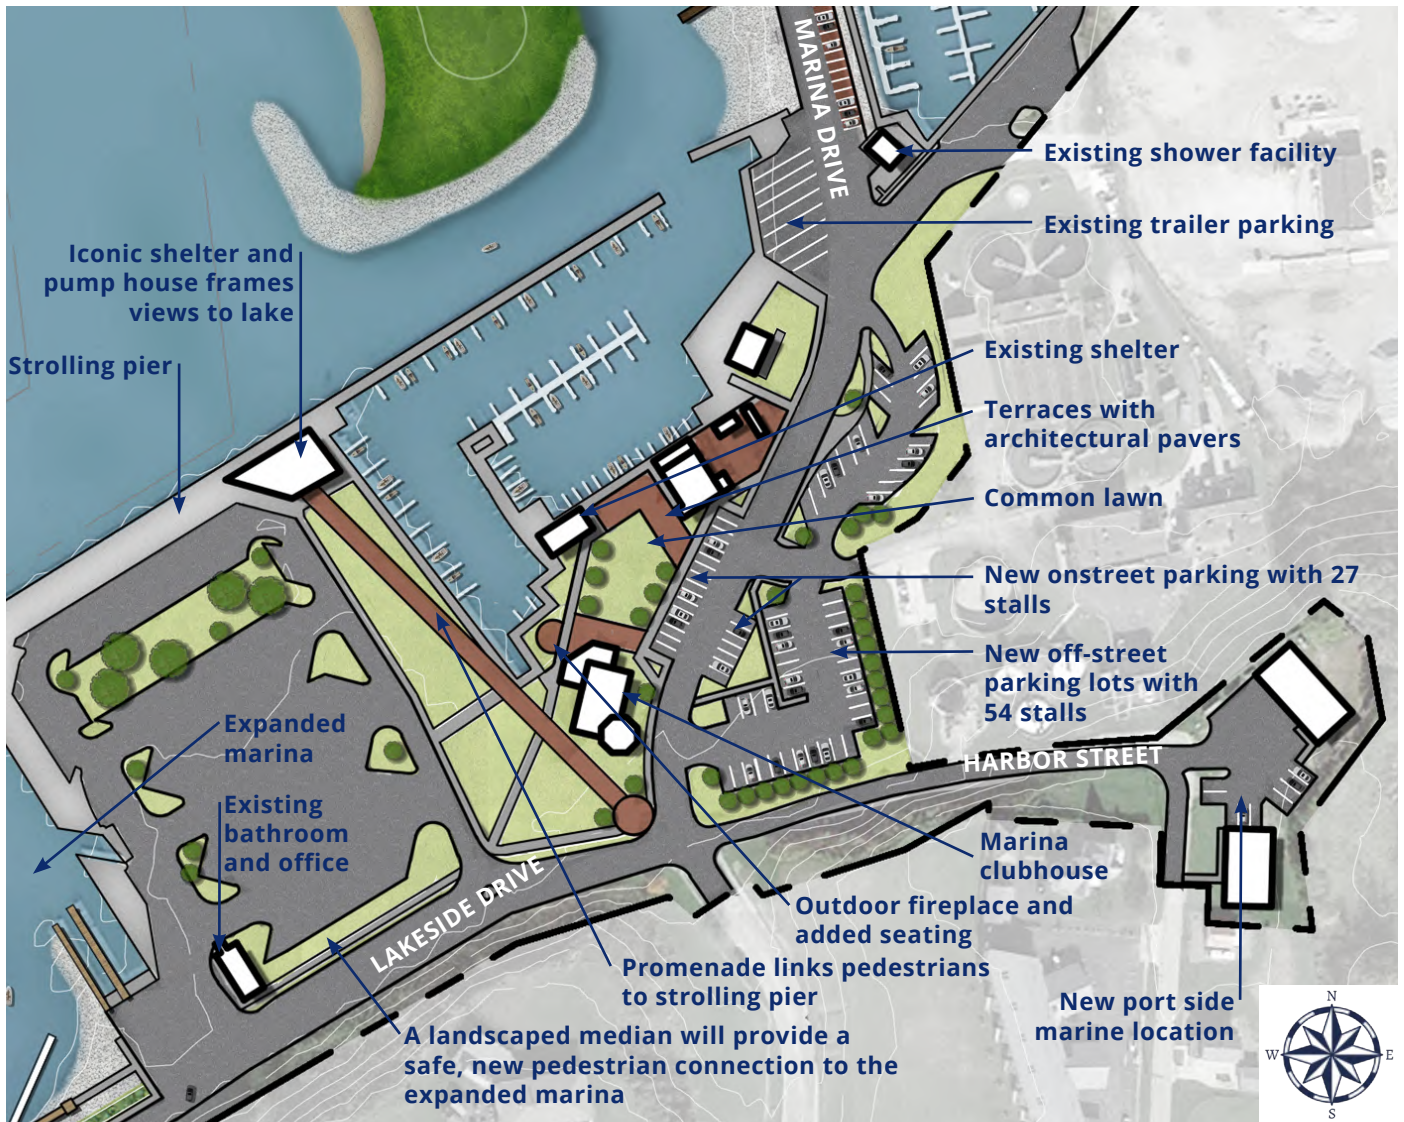 MARINA DRIVE
Existing shower facility
Existing trailer parking
Iconic shelter and
pump house frames
views to lake
Strolling pier
Existing shelter
Terraces with
architectural pavers
Common lawn
New onstreet parking with 27
stalls
New off-street
parking lots with
54 stalls
Expanded
marina
HARBOR STREET
Existing
bathroom
and office
Marina
clubhouse
LAKESIDE DRIVE
Outdoor fireplace and
added seating
Promenade links pedestrians
to strolling pier
New port side
marine location
A landscaped median will provide a
safe, new pedestrian connection to the
expanded marina
N
W
E
S